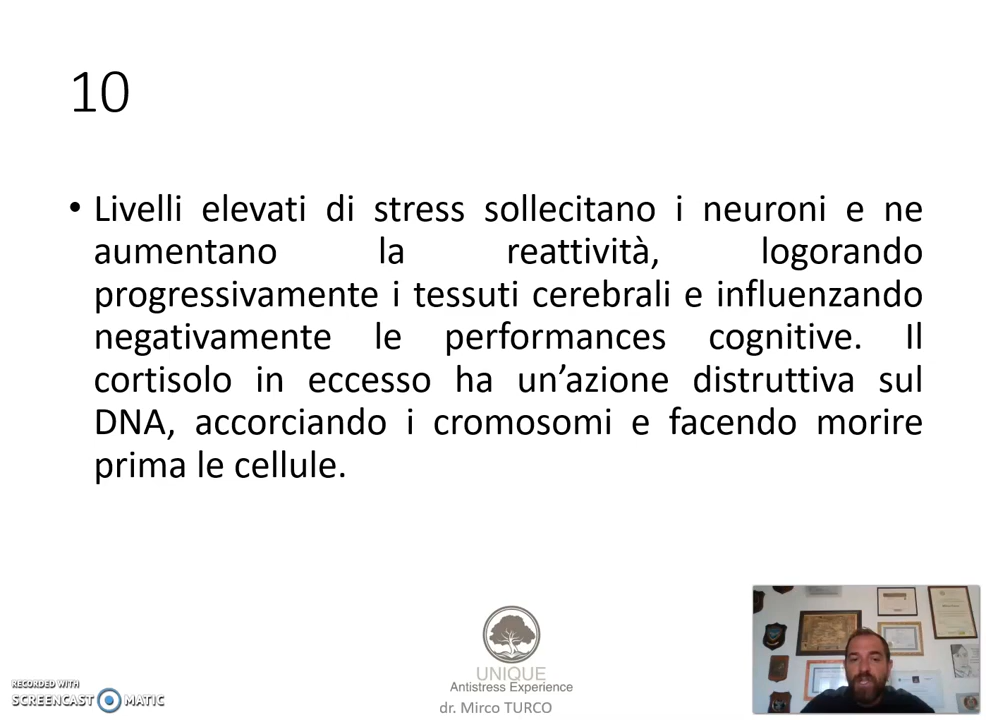 10
• Livelli elevati di stress sollecitano i neuroni e ne
aumentano la reattività, logorando
progressivamente i tessuti cerebrali e influenzando
negativamente le performances cognitive. Il
cortisolo in eccesso ha un’azione distruttiva sul
DNA, accorciando i cromosomi e facendo morire
prima le cellule.
UNIQUE
Antistress Experience
dr. Mirco TURCO
RECORDED WITH
SCREENCAST MATIC